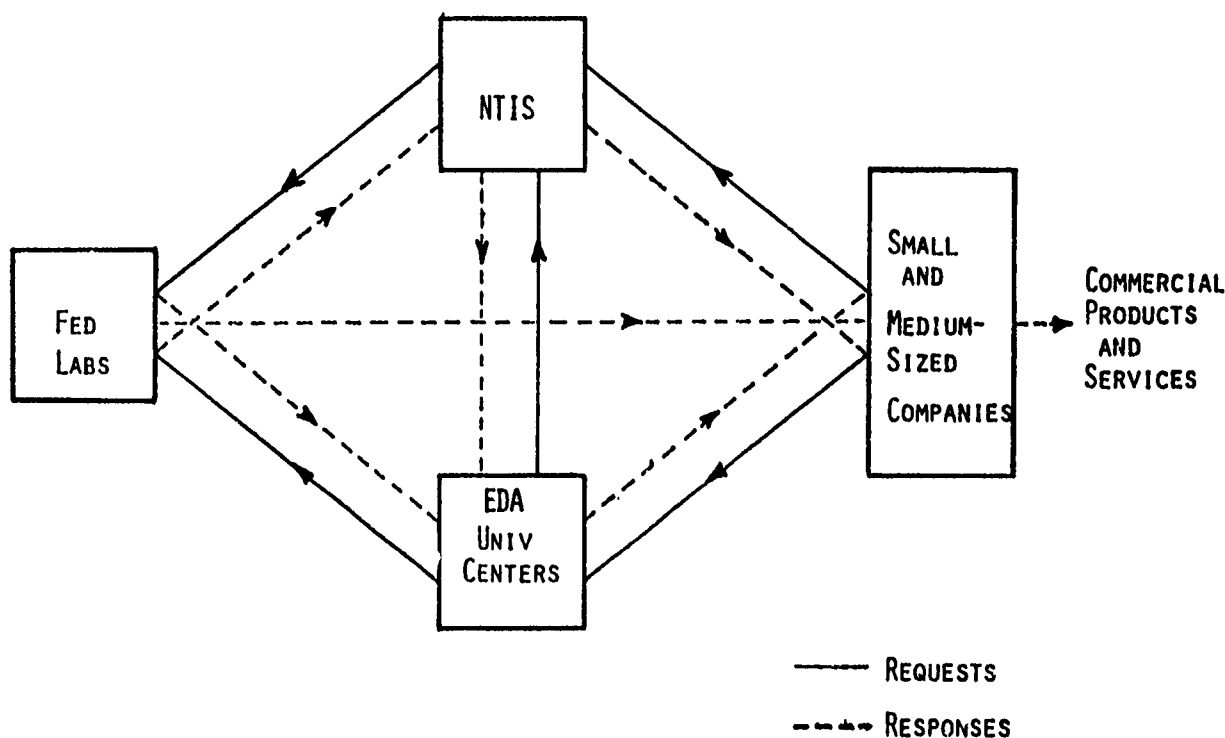 NTIS
FED
LABS
SMALL
AND
MEDIUM-
SIZED
COMPANIES
COMMERCIAL
PRODUCTS
AND
SERVICES
EDA
UNIV
CENTERS
REQUESTS
RESPONSES